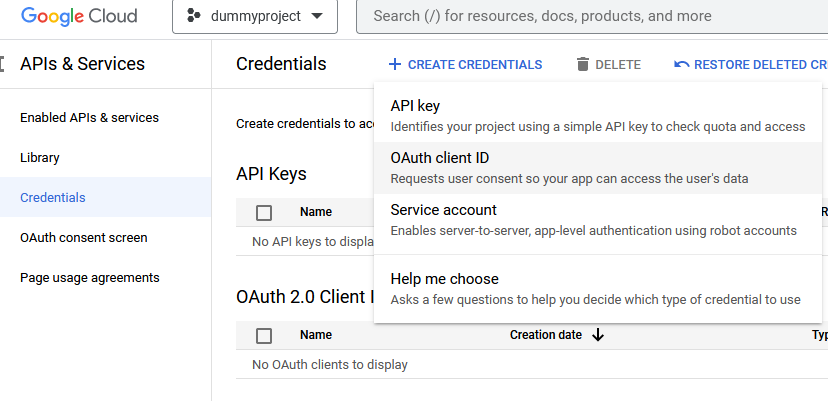 Google Cloud
dummyproject
Search (/) for resources, docs, products, and more
APIs & Services
Credentials
CREATE CREDENTIALS
DELETE
RESTORE DELETED CR
Enabled APIs & services
Library
Credentials
OAuth consent screen
Page usage agreements
Create credentials to ac
API key
Identifies your project using a simple API key to check quota and access
OAuth client ID
Requests user consent so your app can access the user's data
Service account
Enables server-to-server, app-level authentication using robot accounts
Help me choose
Asks a few questions to help you decide which type of credential to use
API Keys
Name
R
No API keys to displa
OAuth 2.0 Client I
Name
Creation date
Ty
No OAuth clients to display